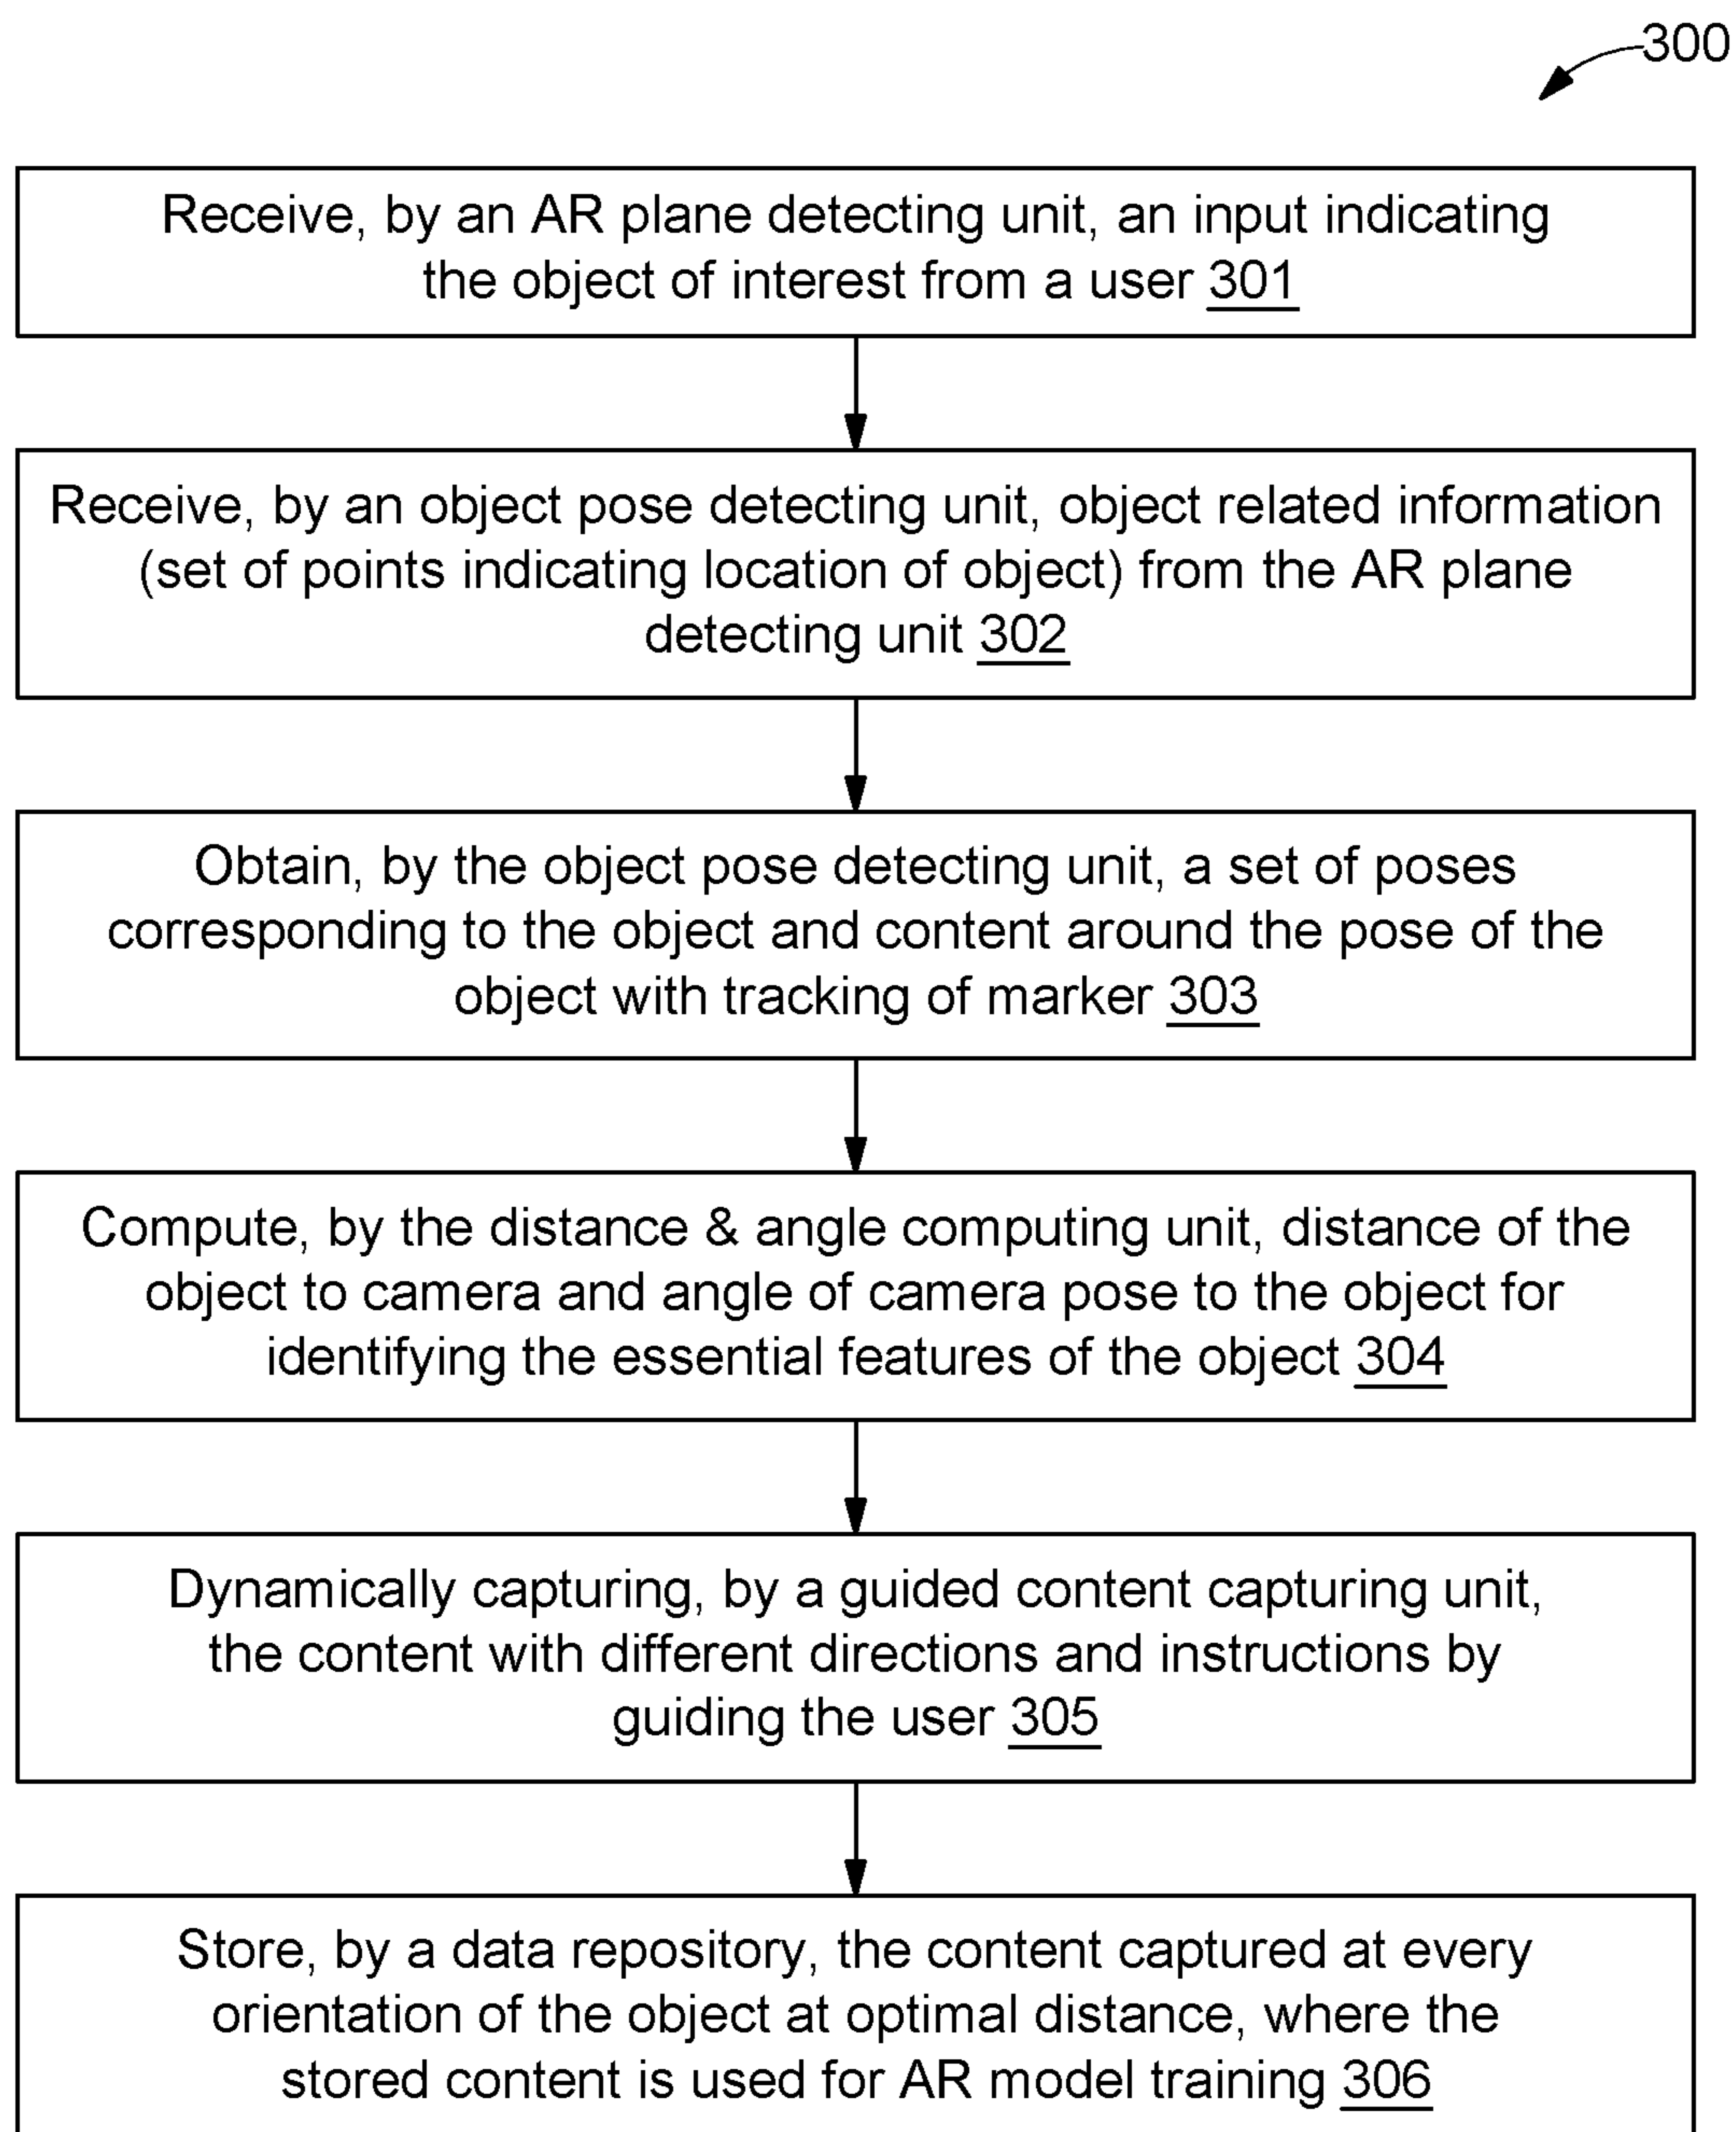 300
Receive, by an AR plane detecting unit, an input indicating
the object of interest from a user 301
Receive, by an object pose detecting unit, object related information
(set of points indicating location of object) from the AR plane
detecting unit 302
Obtain, by the object pose detecting unit, a set of poses
corresponding to the object and content around the pose of the
object with tracking of marker 303
Compute, by the distance & angle computing unit, distance of the
object to camera and angle of camera pose to the object for
identifying the essential features of the object 304
Dynamically capturing, by a guided content capturing unit,
the content with different directions and instructions by
guiding the user 305
Store, by a data repository, the content captured at every
orientation of the object at optimal distance, where the
stored content is used for AR model training 306